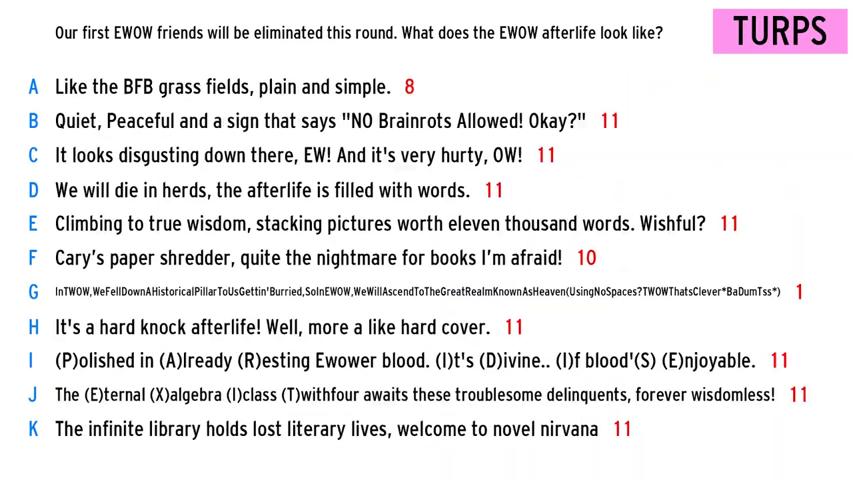 Our first EWOW friends will be eliminated this round. What does the EWOW afterlife look like?
TURPS
A Like the BFB grass fields, plain and simple. 8
B Quiet, Peaceful and a sign that says "NO Brainrots Allowed! Okay?" 11
C It looks disgusting down there, EW! And it's very hurty, OW! 11
D We will die in herds, the afterlife is filled with words. 11
E Climbing to true wisdom, stacking pictures worth eleven thousand words. Wishful? 11
F Cary's paper shredder, quite the nightmare for books I'm afraid! 10
G InTWOW,WeFellDownAHistoricalPillarToUsGettin'Burried,SoInEWOW,WeWillAscendToTheGreatRealmKnownAsHeaven(UsingNoSpaces?TWOWThatsClever*BaDumTss*) 1
H It's a hard knock afterlife! Well, more a like hard cover. 11
I (P)olished in (A)lready (R)esting Ewower blood. (I)t's (D)ivine.. (I)f blood'(S) (E)njoyable. 11
J The (E)ternal (X)algebra (I)class (T)withfour awaits these troublesome delinquents, forever wisdomless! 11
K The infinite library holds lost literary lives, welcome to novel nirvana 11